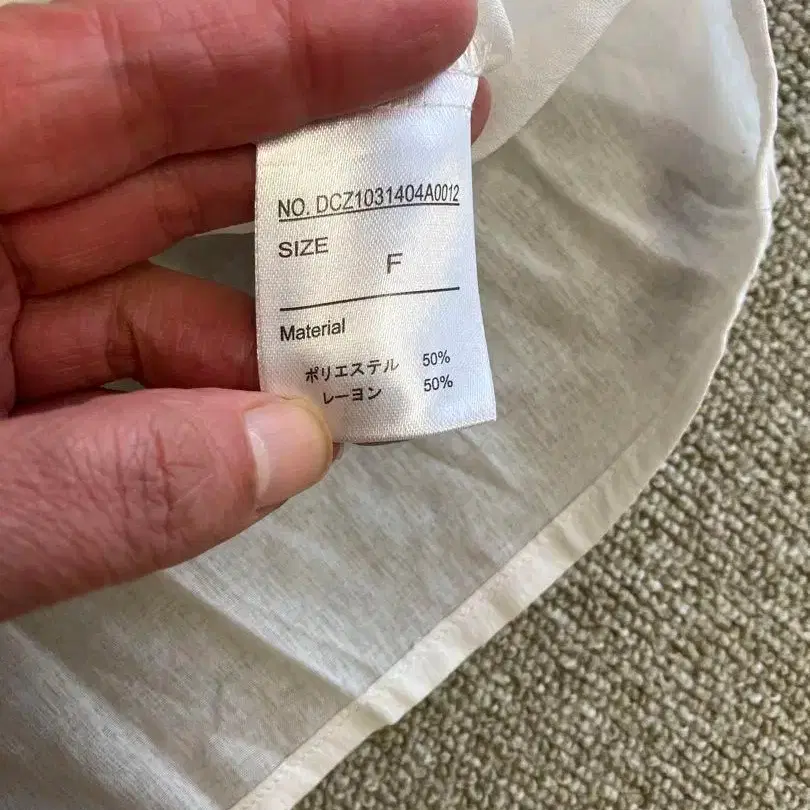 NO. DCZ1031404A0012
SIZE
F
Material
ポリエステル 50%
レーヨン 50%